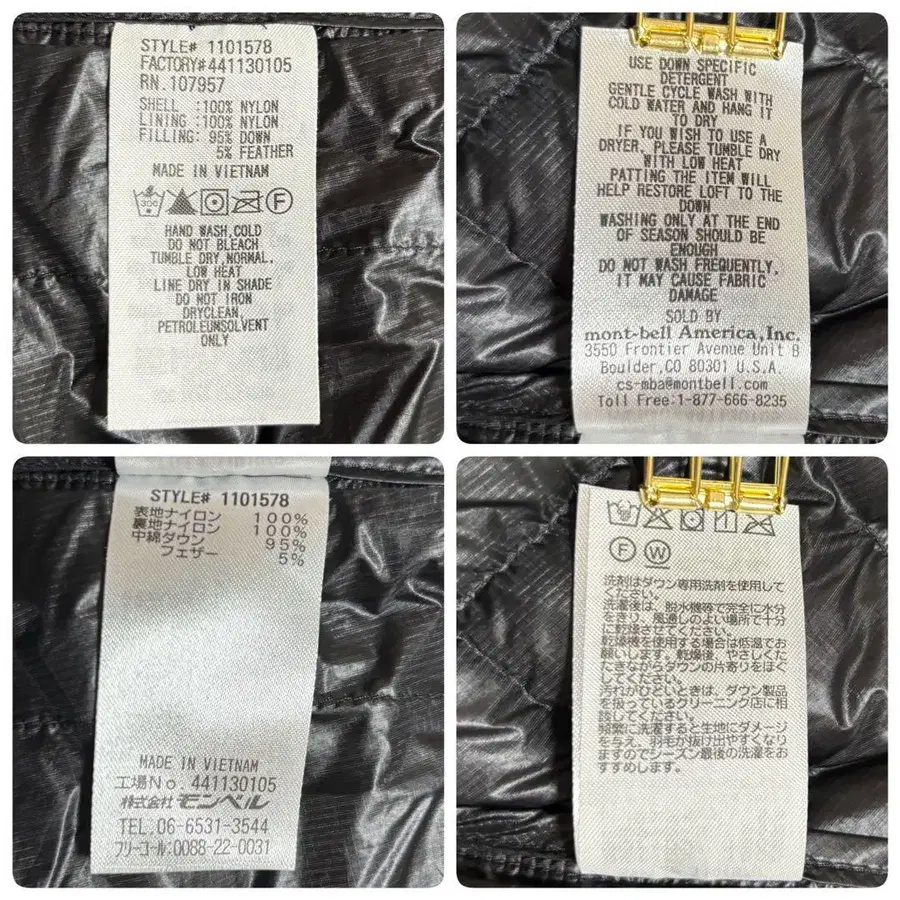 STYLE# 1101578
FACTORY#441130105
RN.107957
SHELL :100% NYLON
LINING :100% NYLON
FILLING: 95% DOWN
5% FEATHER
MADE IN VIETNAM
HAND WASH,COLD
DO NOT BLEACH
TUMBLE DRY,NORMAL,
LOW HEAT
LINE DRY IN SHADE
DO NOT IRON
DRYCLEAN,
PETROLEUMSOLVENT
ONLY
USE DOWN SPECIFIC
DETERGENT
GENTLE CYCLE WASH WITH
COLD WATER AND HANG IT
TO DRY
IF YOU WISH TO USE A
DRYER, PLEASE TUMBLE DRY
WITH LOW HEAT
PATTING THE ITEM WILL
HELP RESTORE LOFT TO THE
DOWN
WASHING ONLY AT THE END
OF SEASON SHOULD BE
ENOUGH
DO NOT WASH FREQUENTLY,
IT MAY CAUSE FABRIC
DAMAGE
SOLD BY
mont-bell America, Inc.
3550 Frontier Avenue Unit B
Boulder,CO 80301 U.S.A.
cs-mba@montbell.com
Toll Free:1-877-666-8235
STYLE# 1101578
表地ナイロン 100%
裏地ナイロン 100%
中綿ダウン 95%
フェザー 5%
MADE IN VIETNAM
工場No. 441130105
株式会社 モンベル
TEL.06-6531-3544
フリーコール:0088-22-0031
F W
洗剤はダウン専用洗剤を使用して
ください。
洗濯後は、脱水機等で完全に水分
をきり、風通しのよい場所で十分
に乾燥させてください。
乾燥機を使用する場合は低温でお
願いします。乾燥後、やさしくた
たきながらダウンの片寄りをほぐ
してください。
汚れがひどいときは、ダウン製品
を扱っているクリーニング店に相
談してください。
頻繁に洗濯すると生地にダメージ
を与え、羽毛が抜け出やすくなり
ますのでシーズン最後の洗濯をお
すすめします。